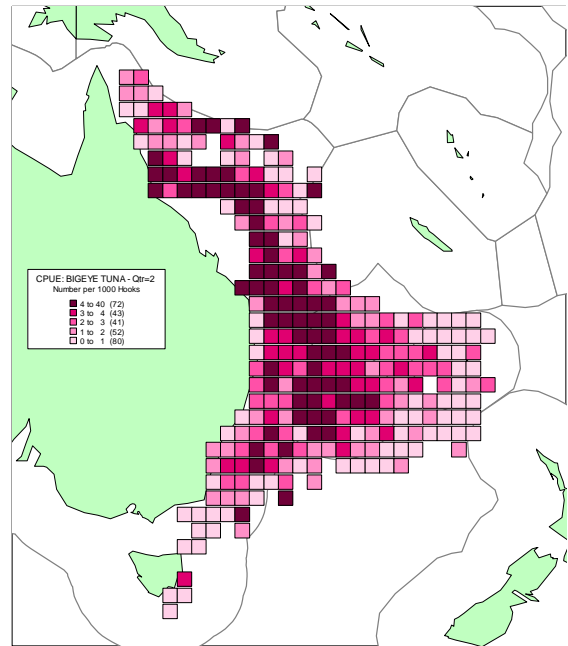 CPUE: BIGEYE TUNA - Qtr=2
Number per 1000 Hooks
4 to 40 (72)
3 to 4 (43)
2 to 3 (41)
1 to 2 (52)
0 to 1 (80)